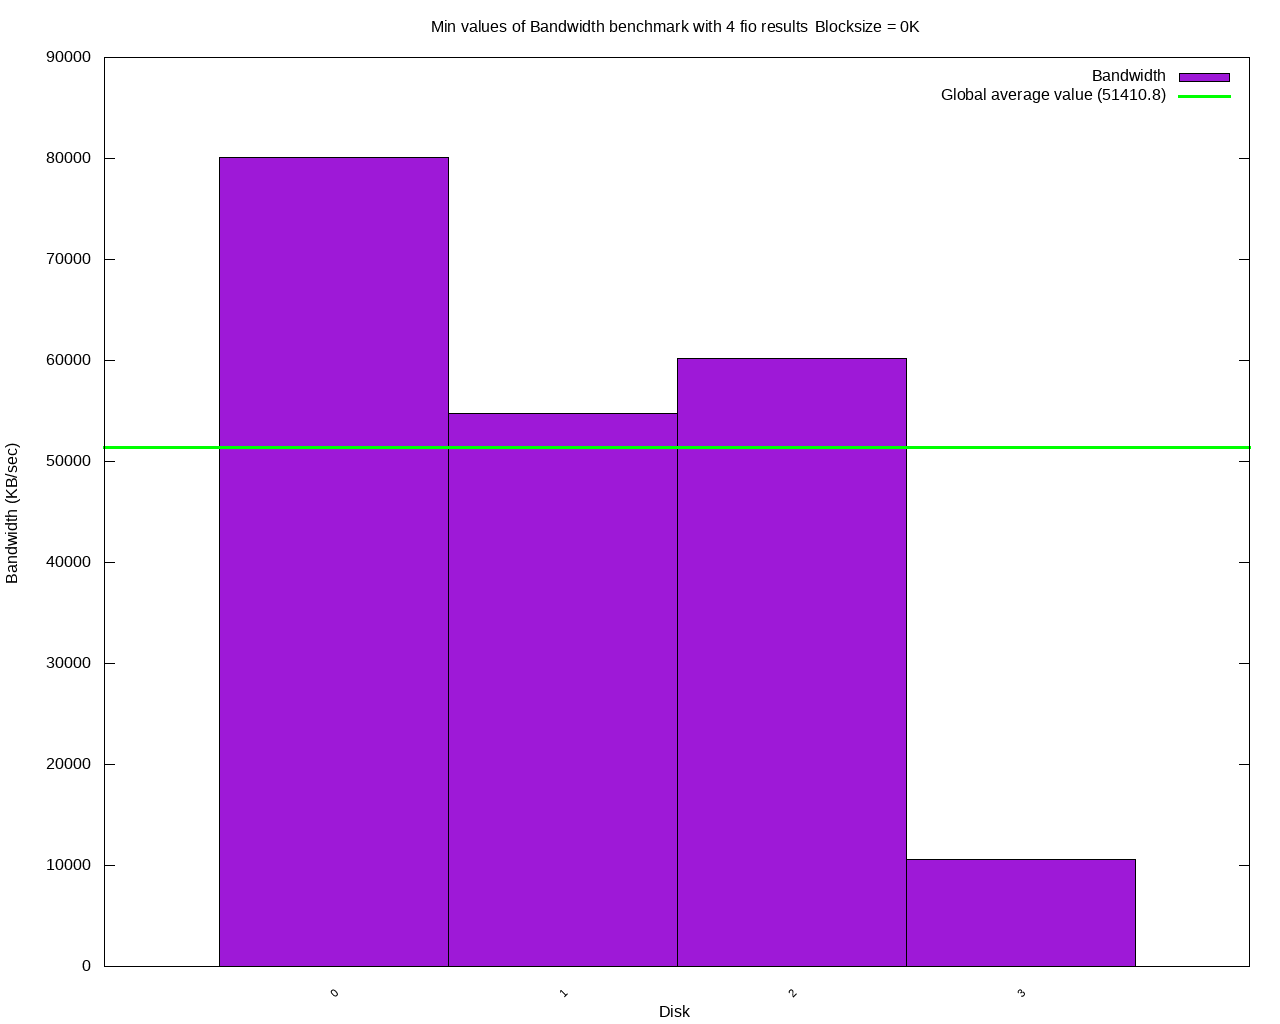 Min values of Bandwidth benchmark with 4 fio results Blocksize = 0K
90000
80000
70000
60000
50000
40000
30000
20000
10000
0
Bandwidth (KB/sec)
Bandwidth
Global average value (51410.8)
0
1
2
3
Disk